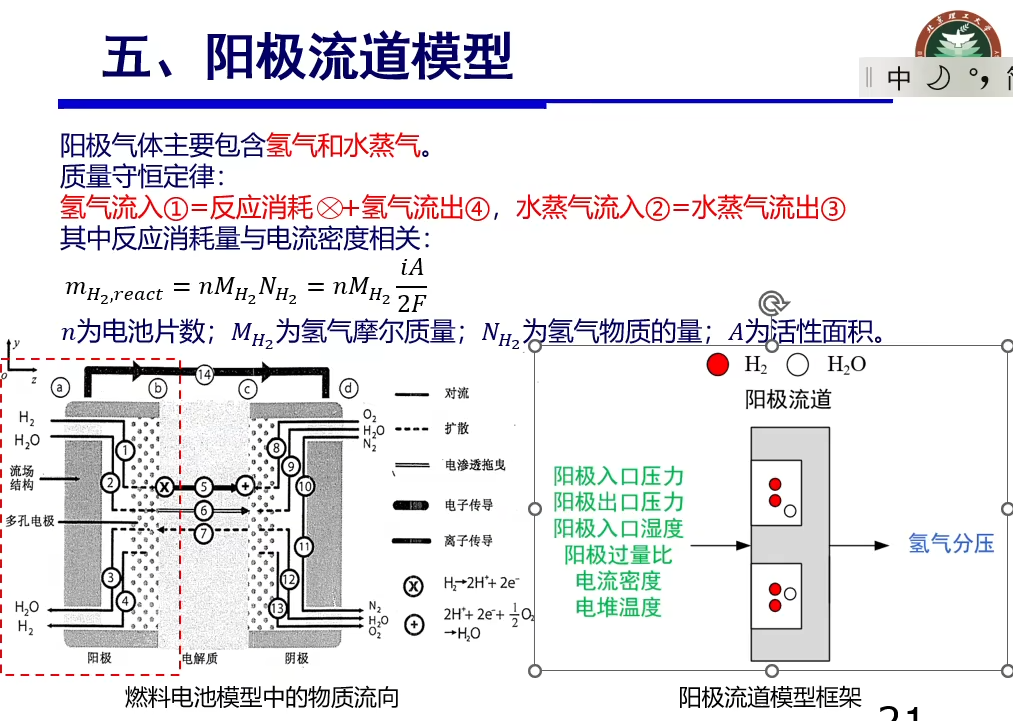 五、阳极流道模型
中
阳极气体主要包含氢气和水蒸气。
质量守恒定律：
氢气流入①=反应消耗⊗+氢气流出④，水蒸气流入②=水蒸气流出③
其中反应消耗量与电流密度相关：
m_{H₂,react} = nM_{H₂}N_{H₂} = nM_{H₂} iA/2F
n为电池片数；M_{H₂}为氢气摩尔质量；N_{H₂}为氢气物质的量；A为活性面积。
y
o
z
a
b
c
d
14
H₂
H₂O
流场
结构
多孔电极
H₂O
H₂
1
2
3
4
X
5
+
6
7
8
9
10
11
12
13
O₂
H₂O
N₂
N₂
H₂O
O₂
阳极
电解质
阴极
对流
扩散
电渗透拖曳
电子传导
离子传导
X H₂→2H⁺+2e⁻
+ 2H⁺+2e⁻+½O₂
→H₂O
燃料电池模型中的物质流向
H₂ H₂O
阳极流道
阳极入口压力
阳极出口压力
阳极入口湿度
阳极过量比
电流密度
电堆温度
氢气分压
阳极流道模型框架
21